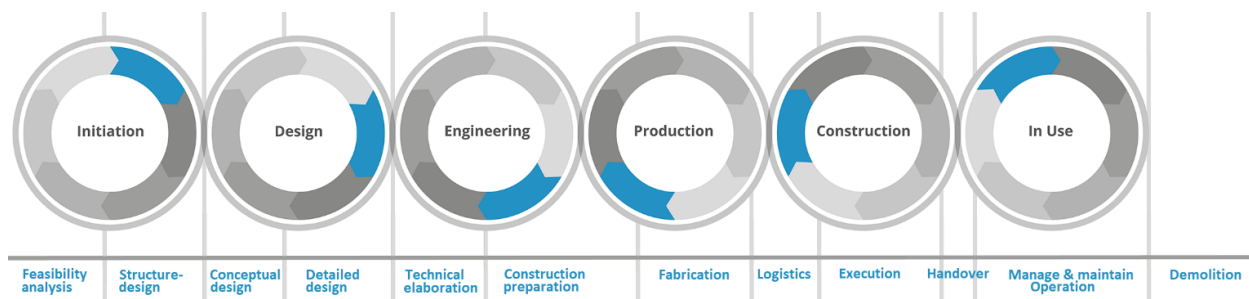 Initiation
Design
Engineering
Production
Construction
In Use
Feasibility
analysis
Structure-
design
Conceptual
design
Detailed
design
Technical
elaboration
Construction
preparation
Fabrication
Logistics
Execution
Handover
Manage & maintain
Operation
Demolition